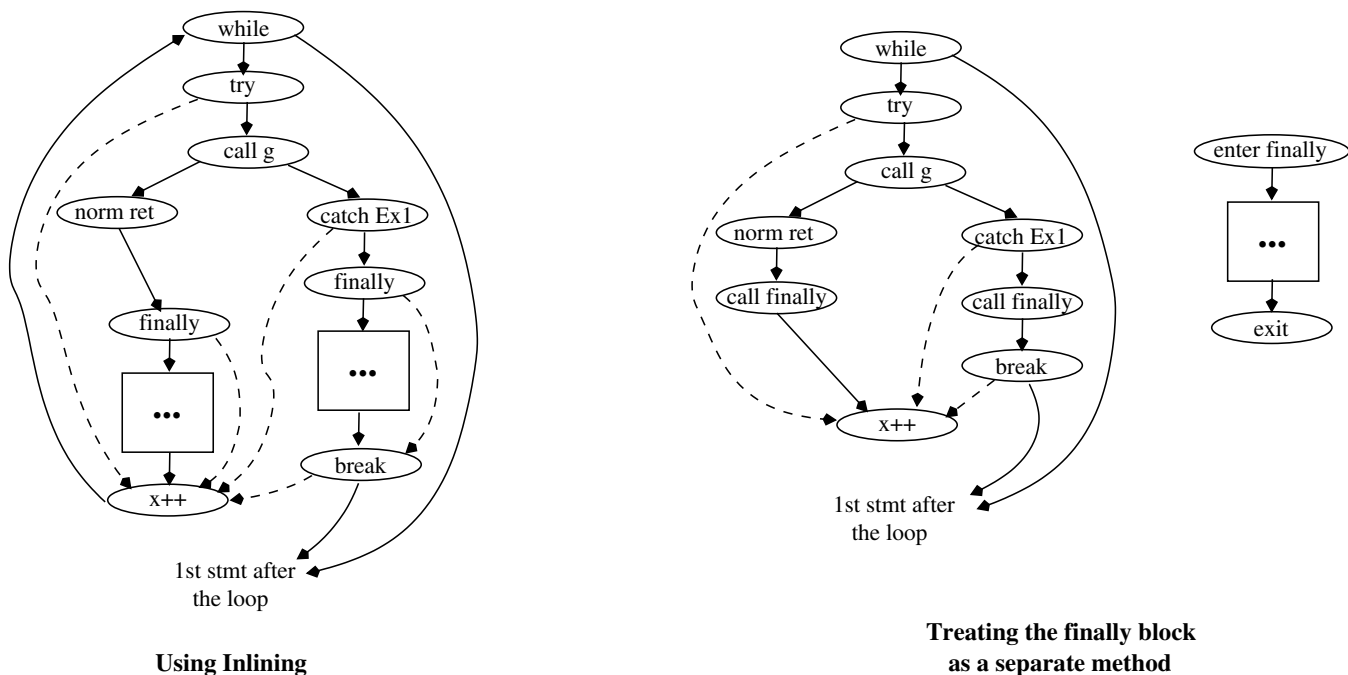 while
try
call g
norm ret
catch Ex1
finally
finally
•••
•••
break
x++
1st stmt after
the loop
Using Inlining
while
try
call g
norm ret
catch Ex1
call finally
call finally
break
x++
1st stmt after
the loop
enter finally
•••
exit
Treating the finally block
as a separate method